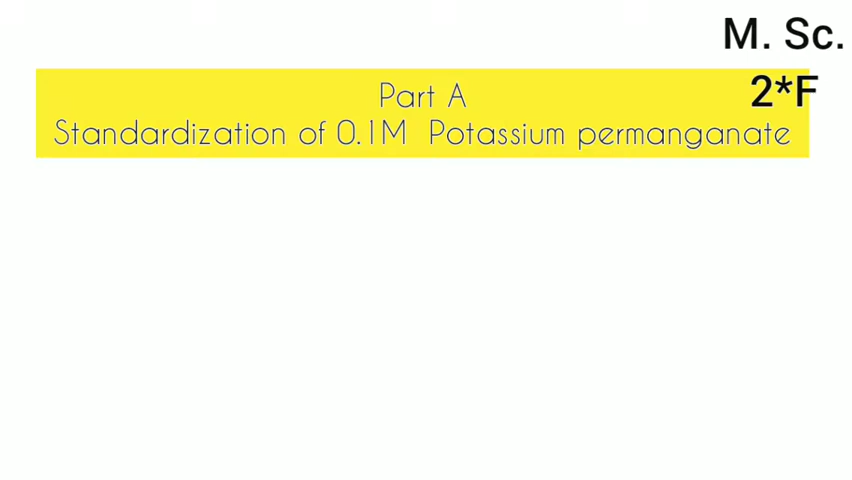 M. Sc.
2*F
Part A
Standardization of 0.1M Potassium permanganate